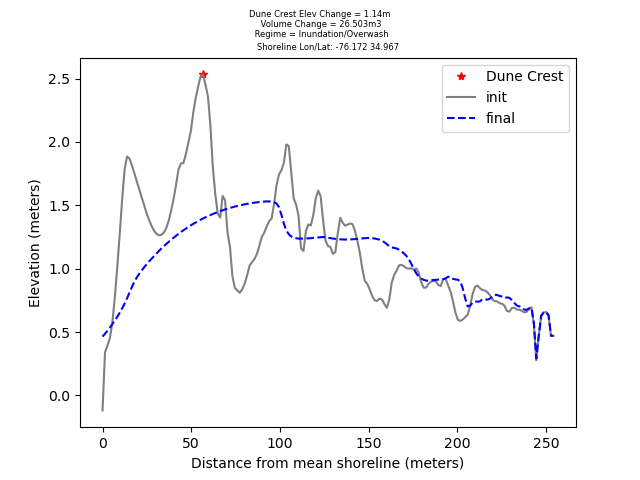 Dune Crest Elev Change = 1.14m
Volume Change = 26.503m3
Regime = Inundation/Overwash
Shoreline Lon/Lat: -76.172 34.967
Dune Crest
init
final
Elevation (meters)
2.5
2.0
1.5
1.0
0.5
0.0
0 50 100 150 200 250
Distance from mean shoreline (meters)